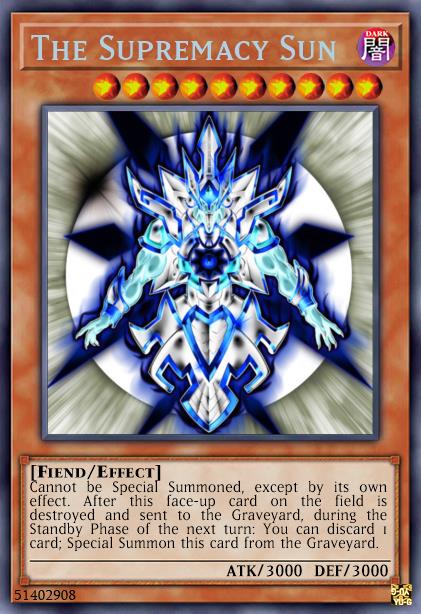 The Supremacy Sun
DARK
闇
[Fiend/Effect]
Cannot be Special Summoned, except by its own
effect. After this face-up card on the field is
destroyed and sent to the Graveyard, during the
Standby Phase of the next turn: You can discard 1
card; Special Summon this card from the Graveyard.
ATK/3000 DEF/3000
51402908